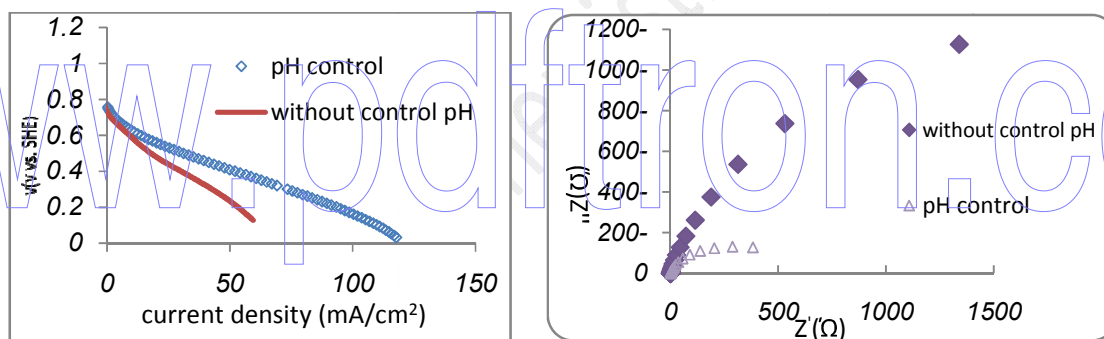 1.2
1
0.8
0.6
0.4
0.2
0
v(v vs. SHE)
pH control
without control pH
0 50 100 150
current density (mA/cm²)
1200-
1000-
800-
600-
400-
200-
0
without control pH
pH control
0 500 1000 1500
Z'(Ω)
www.pdftron.co